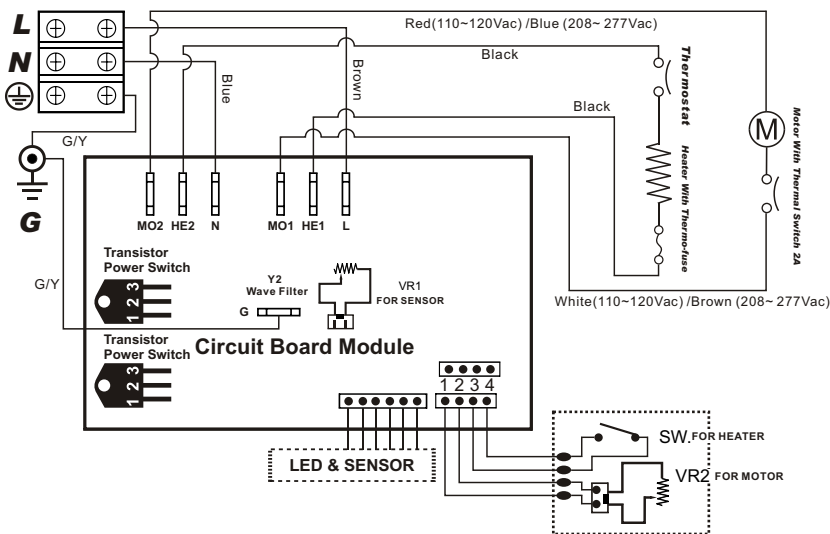 L
Red(110~120Vac) /Blue (208~ 277Vac)
N
Black
Blue
Brown
Thermostat
Black
G/Y
M
Motor With Thermal Switch 2A
Heater With Thermo-fuse
G
MO2 HE2 N MO1 HE1 L
Transistor
Power Switch
G/Y
1 2 3
Y2
Wave Filter
G
VR1
FOR SENSOR
White(110~120Vac) /Brown (208~ 277Vac)
Transistor
Power Switch
1 2 3
Circuit Board Module
1 2 3 4
LED & SENSOR
SW. FOR HEATER
VR2 FOR MOTOR